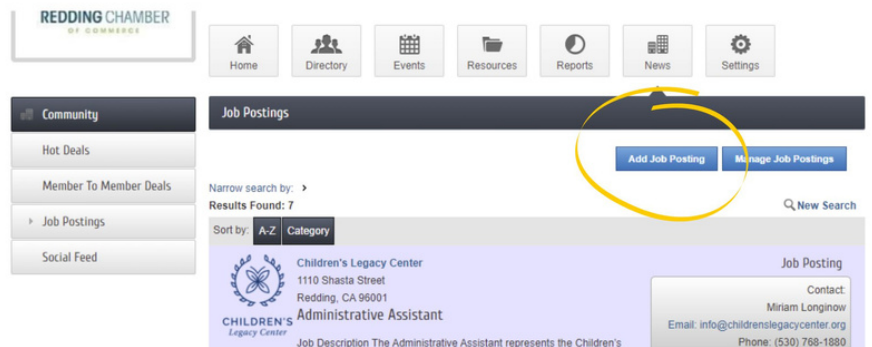 REDDING CHAMBER
OF COMMERCE
Home
Directory
Events
Resources
Reports
News
Settings
Community
Hot Deals
Member To Member Deals
Job Postings
Social Feed
Job Postings
Add Job Posting
Manage Job Postings
Narrow search by:
Results Found: 7
New Search
Sort by: A-Z Category
CHILDREN'S
Legacy Center
Children's Legacy Center
1110 Shasta Street
Redding, CA 96001
Administrative Assistant
Job Description The Administrative Assistant represents the Children's
Job Posting
Contact:
Miriam Longinow
Email: info@childrenslegacycenter.org
Phone: (530) 768-1880